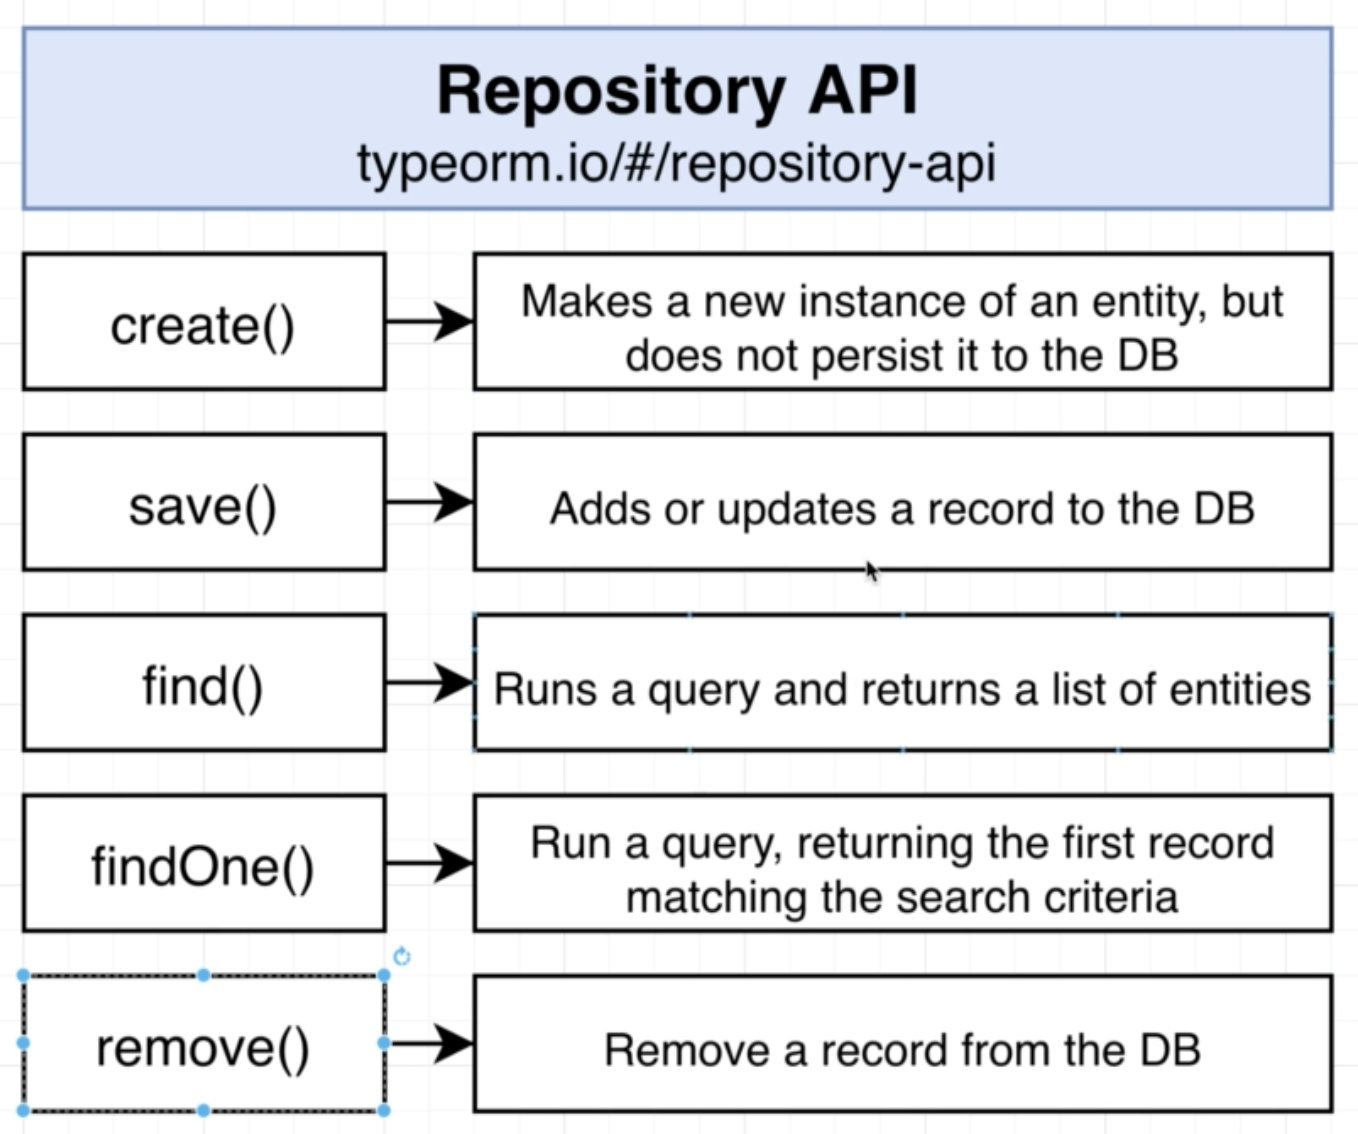 Repository API
typeorm.io/#/repository-api
create()
Makes a new instance of an entity, but
does not persist it to the DB
save()
Adds or updates a record to the DB
find()
Runs a query and returns a list of entities
findOne()
Run a query, returning the first record
matching the search criteria
remove()
Remove a record from the DB